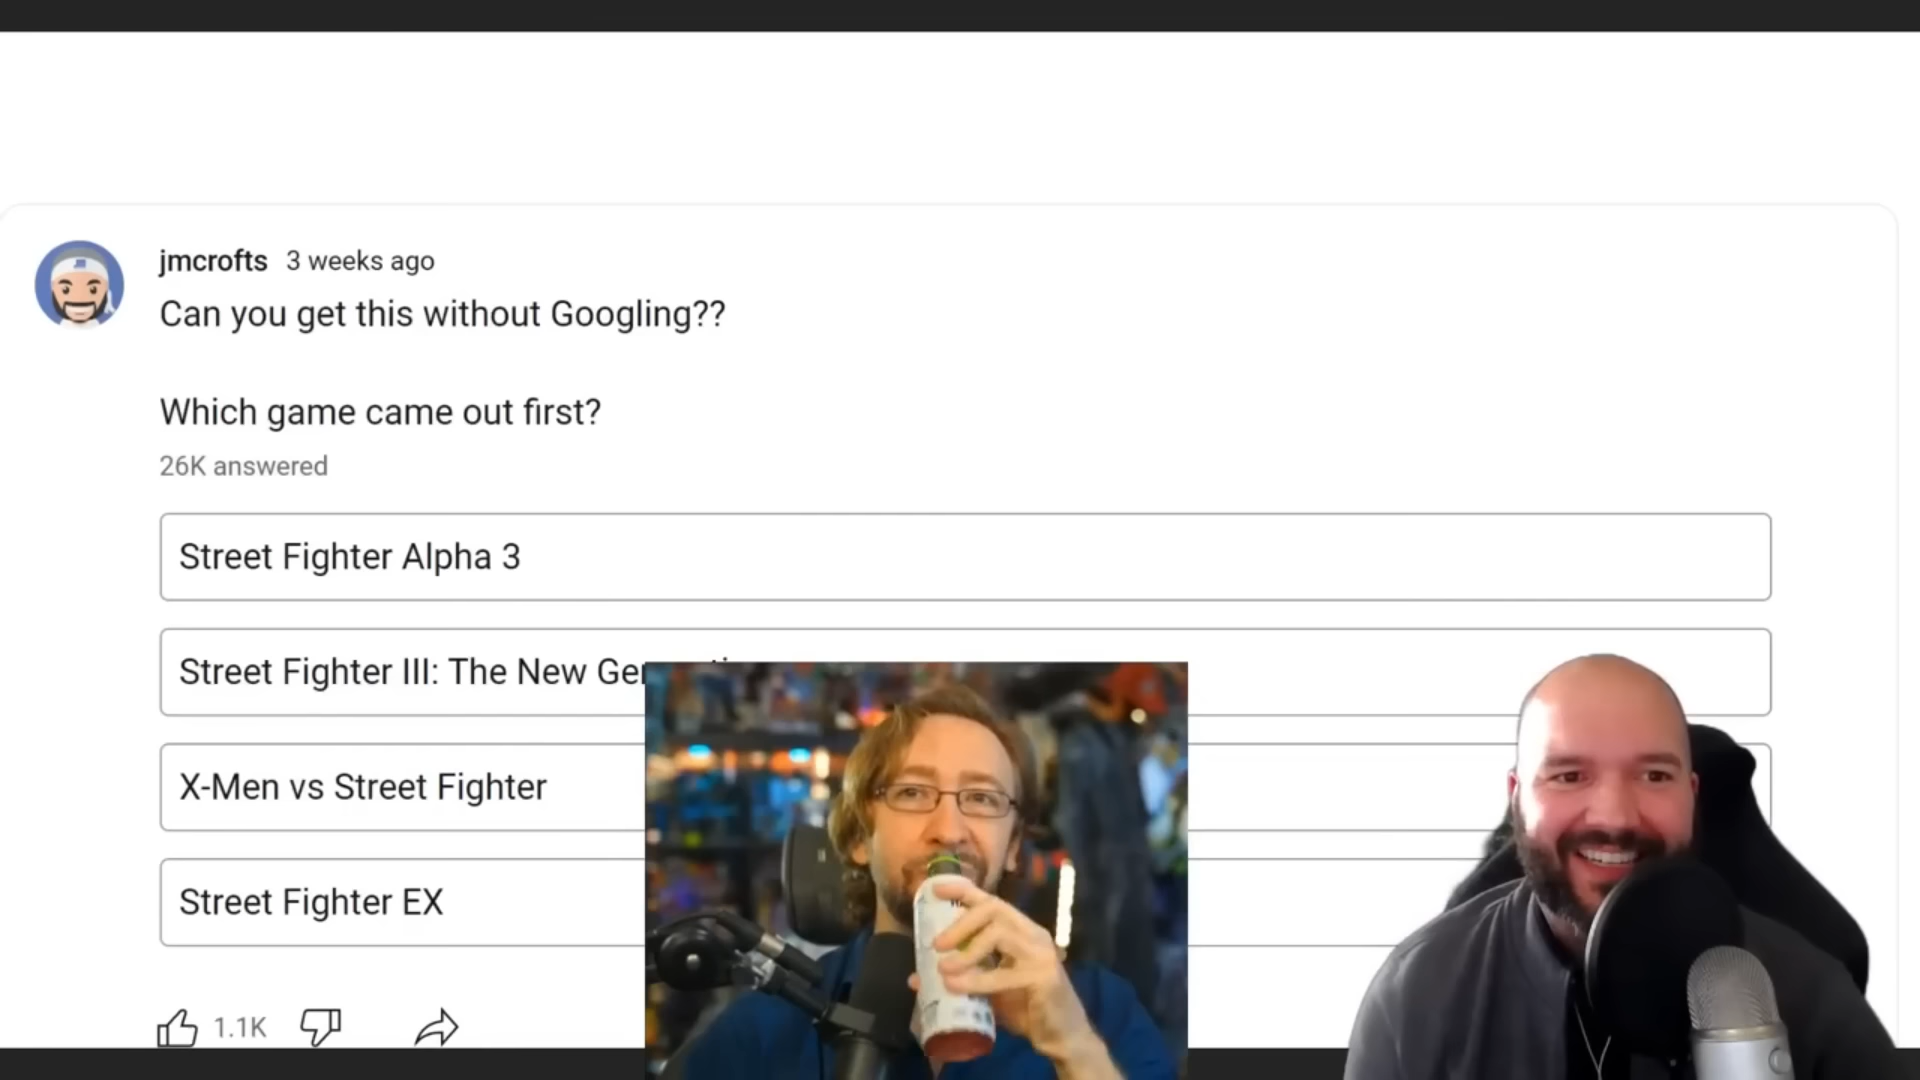 jmcrofts 3 weeks ago
Can you get this without Googling??
Which game came out first?
26K answered
Street Fighter Alpha 3
Street Fighter III: The New
X-Men vs Street Fighter
Street Fighter EX
1.1K